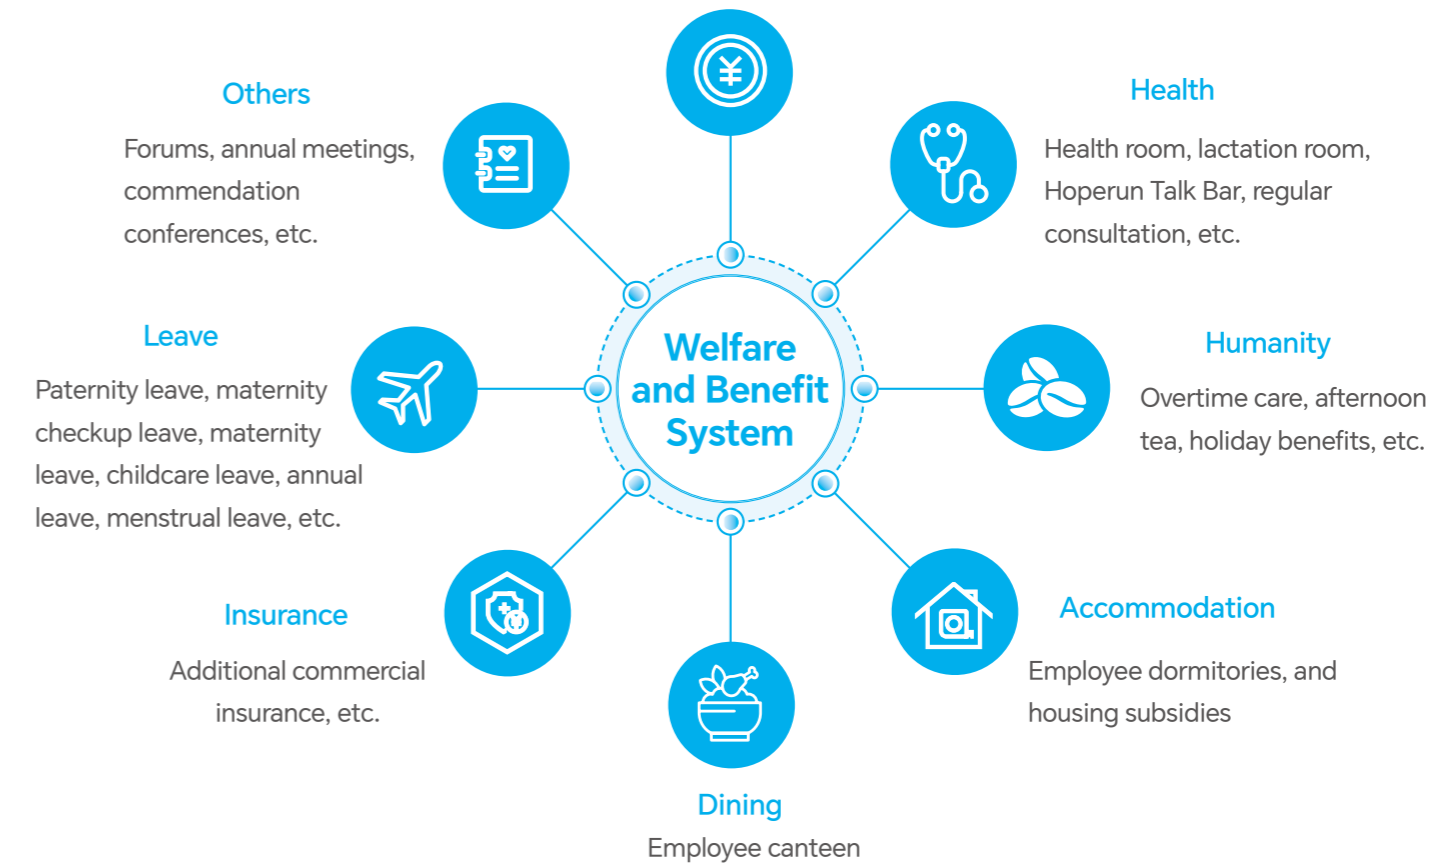 Others
Forums, annual meetings,
commendation
conferences, etc.
Health
Health room, lactation room,
Hoperun Talk Bar, regular
consultation, etc.
Leave
Paternity leave, maternity
checkup leave, maternity
leave, childcare leave, annual
leave, menstrual leave, etc.
Welfare
and Benefit
System
Humanity
Overtime care, afternoon
tea, holiday benefits, etc.
Insurance
Additional commercial
insurance, etc.
Accommodation
Employee dormitories, and
housing subsidies
Dining
Employee canteen